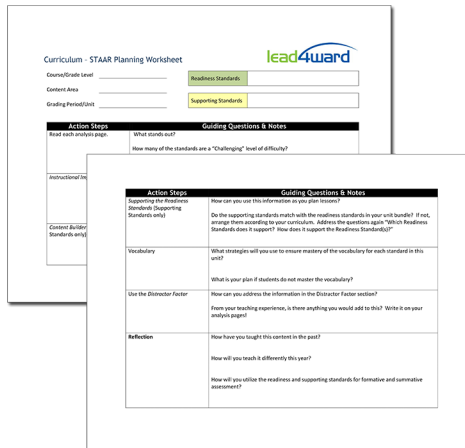 lead4ward
Curriculum – STAAR Planning Worksheet
Course/Grade Level
Readiness Standards
Content Area
Supporting Standards
Grading Period/Unit
Action Steps Guiding Questions & Notes
Read each analysis page. What stands out?
How many of the standards are a "Challenging" level of difficulty?
Instructional Im
Content Builder
Standards only)
Action Steps Guiding Questions & Notes
Supporting the Readiness How can you use this information as you plan lessons?
Standards (Supporting
Standards only) Do the supporting standards match with the readiness standards in your unit bundle? If not,
arrange them according to your curriculum. Address the questions again "Which Readiness
Standards does it support? How does it support the Readiness Standard(s)?"
Vocabulary What strategies will you use to ensure mastery of the vocabulary for each standard in this
unit?
What is your plan if students do not master the vocabulary?
Use the Distractor Factor How can you address the information in the Distractor Factor section?
From your teaching experience, is there anything you would add to this? Write it on your
analysis pages!
Reflection How have you taught this content in the past?
How will you teach it differently this year?
How will you utilize the readiness and supporting standards for formative and summative
assessment?